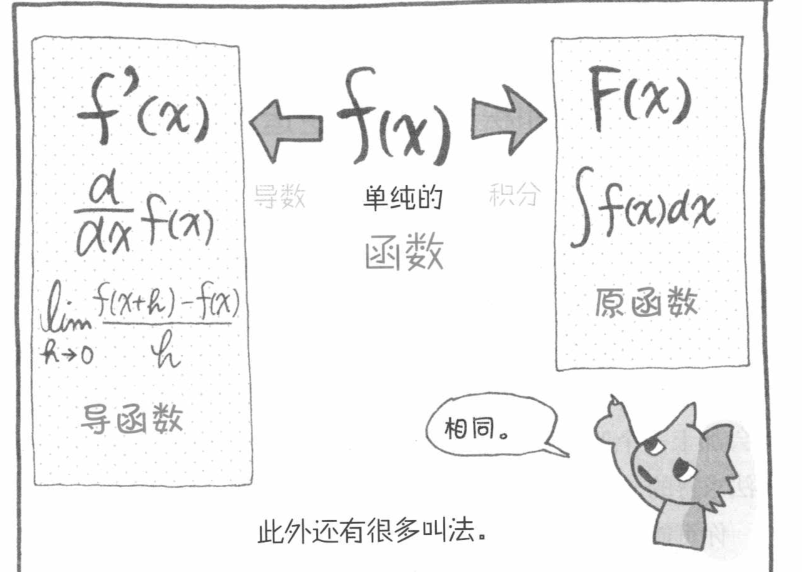 f'(x)
d/dx f(x)
lim h→0 f(x+h)-f(x)/h
导函数
导数
f(x)
单纯的
函数
积分
F(x)
∫f(x)dx
原函数
相同。
此外还有很多叫法。